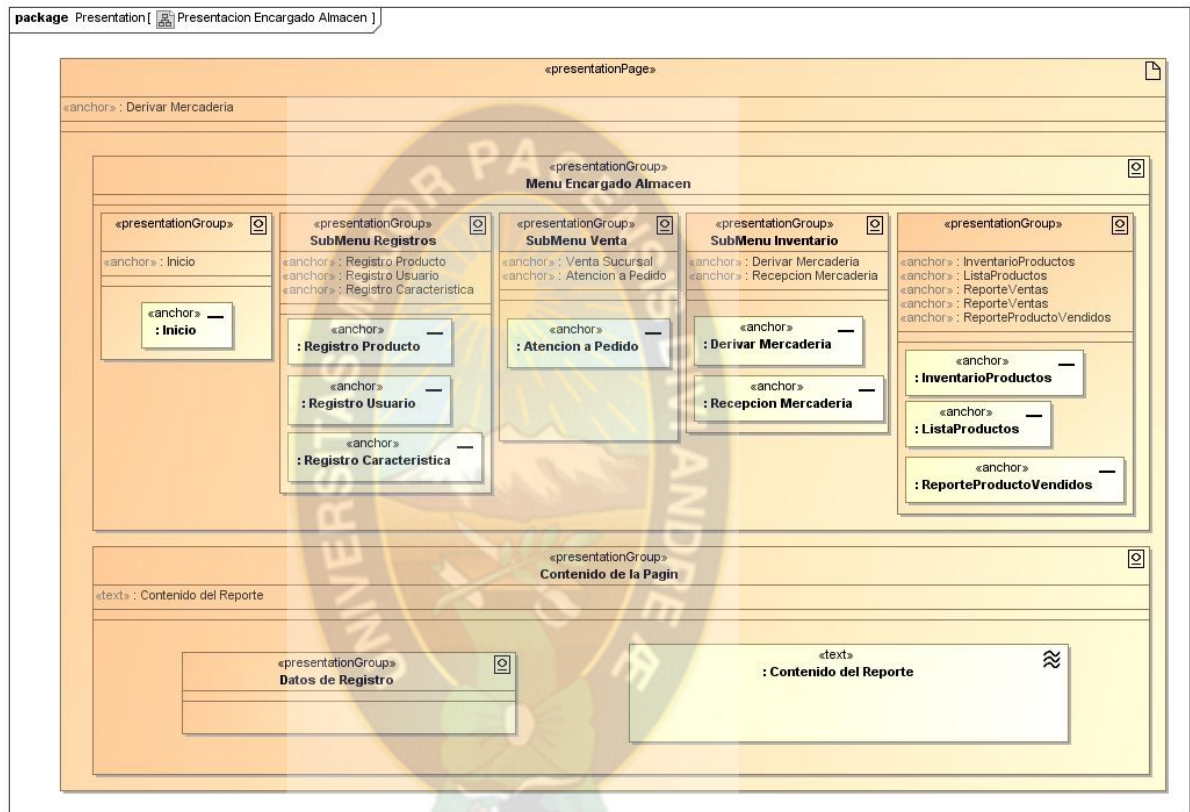 package Presentation [ Presentacion Encargado Almacen ]
«presentationPage»
«anchor» : Derivar Mercaderia
«presentationGroup»
Menu Encargado Almacen
«presentationGroup»
«anchor» : Inicio
«anchor»
: Inicio
«presentationGroup»
SubMenu Registros
«anchor» : Registro Producto
«anchor» : Registro Usuario
«anchor» : Registro Caracteristica
«anchor»
: Registro Producto
«anchor»
: Registro Usuario
«anchor»
: Registro Caracteristica
«presentationGroup»
SubMenu Venta
«anchor» : Venta Sucursal
«anchor» : Atencion a Pedido
«anchor»
: Atencion a Pedido
«presentationGroup»
SubMenu Inventario
«anchor» : Derivar Mercaderia
«anchor» : Recepcion Mercaderia
«anchor»
: Derivar Mercaderia
«anchor»
: Recepcion Mercaderia
«presentationGroup»
«anchor» : InventarioProductos
«anchor» : ListaProductos
«anchor» : ReporteVentas
«anchor» : ReporteVentas
«anchor» : ReporteProductoVendidos
«anchor»
: InventarioProductos
«anchor»
: ListaProductos
«anchor»
: ReporteProductoVendidos
«presentationGroup»
Contenido de la Pagin
«text» : Contenido del Reporte
«presentationGroup»
Datos de Registro
«text»
: Contenido del Reporte
UNIVERSITAS MAJOR PACENSIS DIVI ANDRE Æ